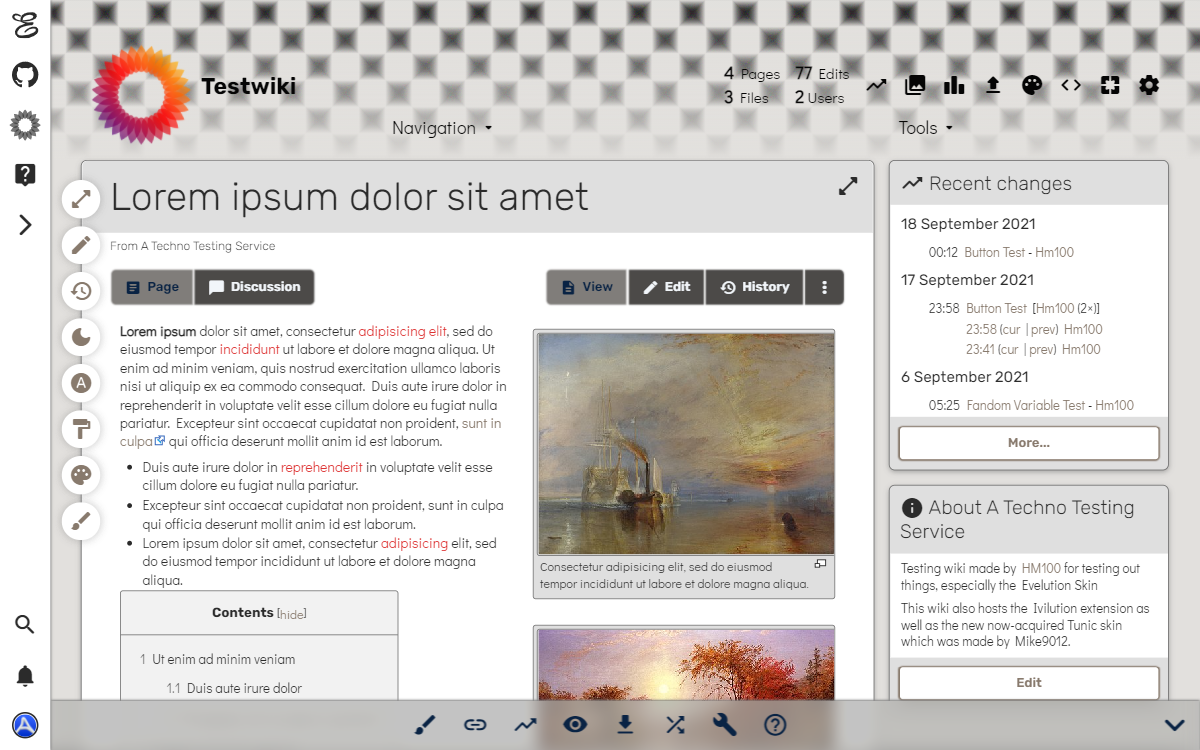 Testwiki
4 Pages 77 Edits
3 Files 2 Users
Navigation
Tools
Lorem ipsum dolor sit amet
From A Techno Testing Service
Page Discussion View Edit History
Lorem ipsum dolor sit amet, consectetur adipisicing elit, sed do
eiusmod tempor incididunt ut labore et dolore magna aliqua. Ut
enim ad minim veniam, quis nostrud exercitation ullamco laboris
nisi ut aliquip ex ea commodo consequat. Duis aute irure dolor in
reprehenderit in voluptate velit esse cillum dolore eu fugiat nulla
pariatur. Excepteur sint occaecat cupidatat non proident, sunt in
culpa qui officia deserunt mollit anim id est laborum.
Duis aute irure dolor in reprehenderit in voluptate velit esse
cillum dolore eu fugiat nulla pariatur.
Excepteur sint occaecat cupidatat non proident, sunt in culpa
qui officia deserunt mollit anim id est laborum.
Lorem ipsum dolor sit amet, consectetur adipisicing elit, sed
do eiusmod tempor incididunt ut labore et dolore magna
aliqua.
Contents [hide]
1 Ut enim ad minim veniam
1.1 Duis aute irure dolor
Consectetur adipisicing elit, sed do eiusmod
tempor incididunt ut labore et dolore magna aliqua.
Recent changes
18 September 2021
00:12 Button Test - Hm100
17 September 2021
23:58 Button Test [Hm100 (2×)]
23:58 (cur | prev) Hm100
23:41 (cur | prev) Hm100
6 September 2021
05:25 Fandom Variable Test - Hm100
More...
About A Techno Testing
Service
Testing wiki made by HM100 for testing out
things, especially the Evelution Skin
This wiki also hosts the Ivilution extension as
well as the new now-acquired Tunic skin
which was made by Mike9012.
Edit